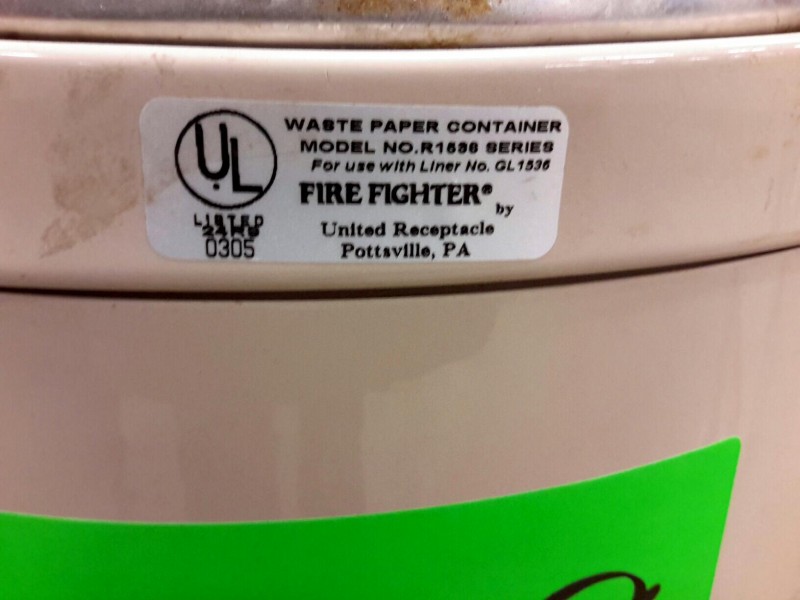 UL
LISTED
0305
WASTE PAPER CONTAINER
MODEL NO.R1536 SERIES
For use with Liner No. GL1536
FIRE FIGHTER®
by
United Receptacle
Pottsville, PA